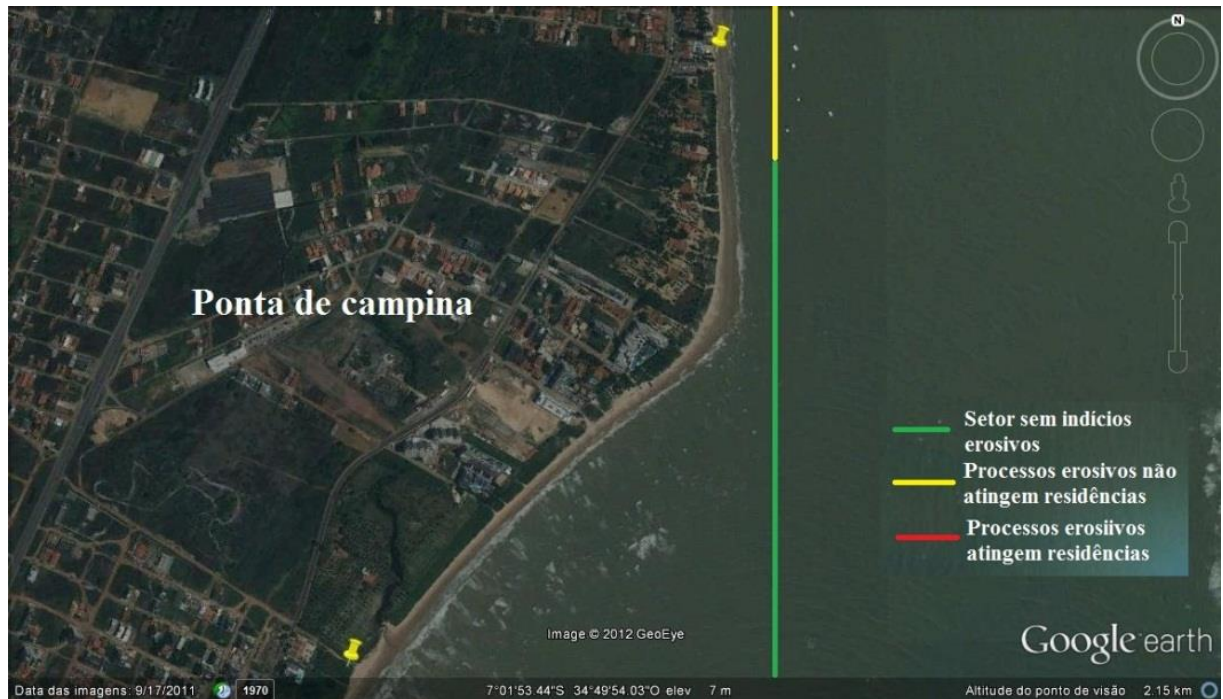 N
Ponta de campina
Setor sem indícios
erosivos
Processos erosivos não
atingem residências
Processos erosiivos
atingem residências
Image © 2012 GeoEye
Google earth
Data das imagens: 9/17/2011 1970 7°01'53.44"S 34°49'54.03"O elev 7 m Altitude do ponto de visão 2.15 km